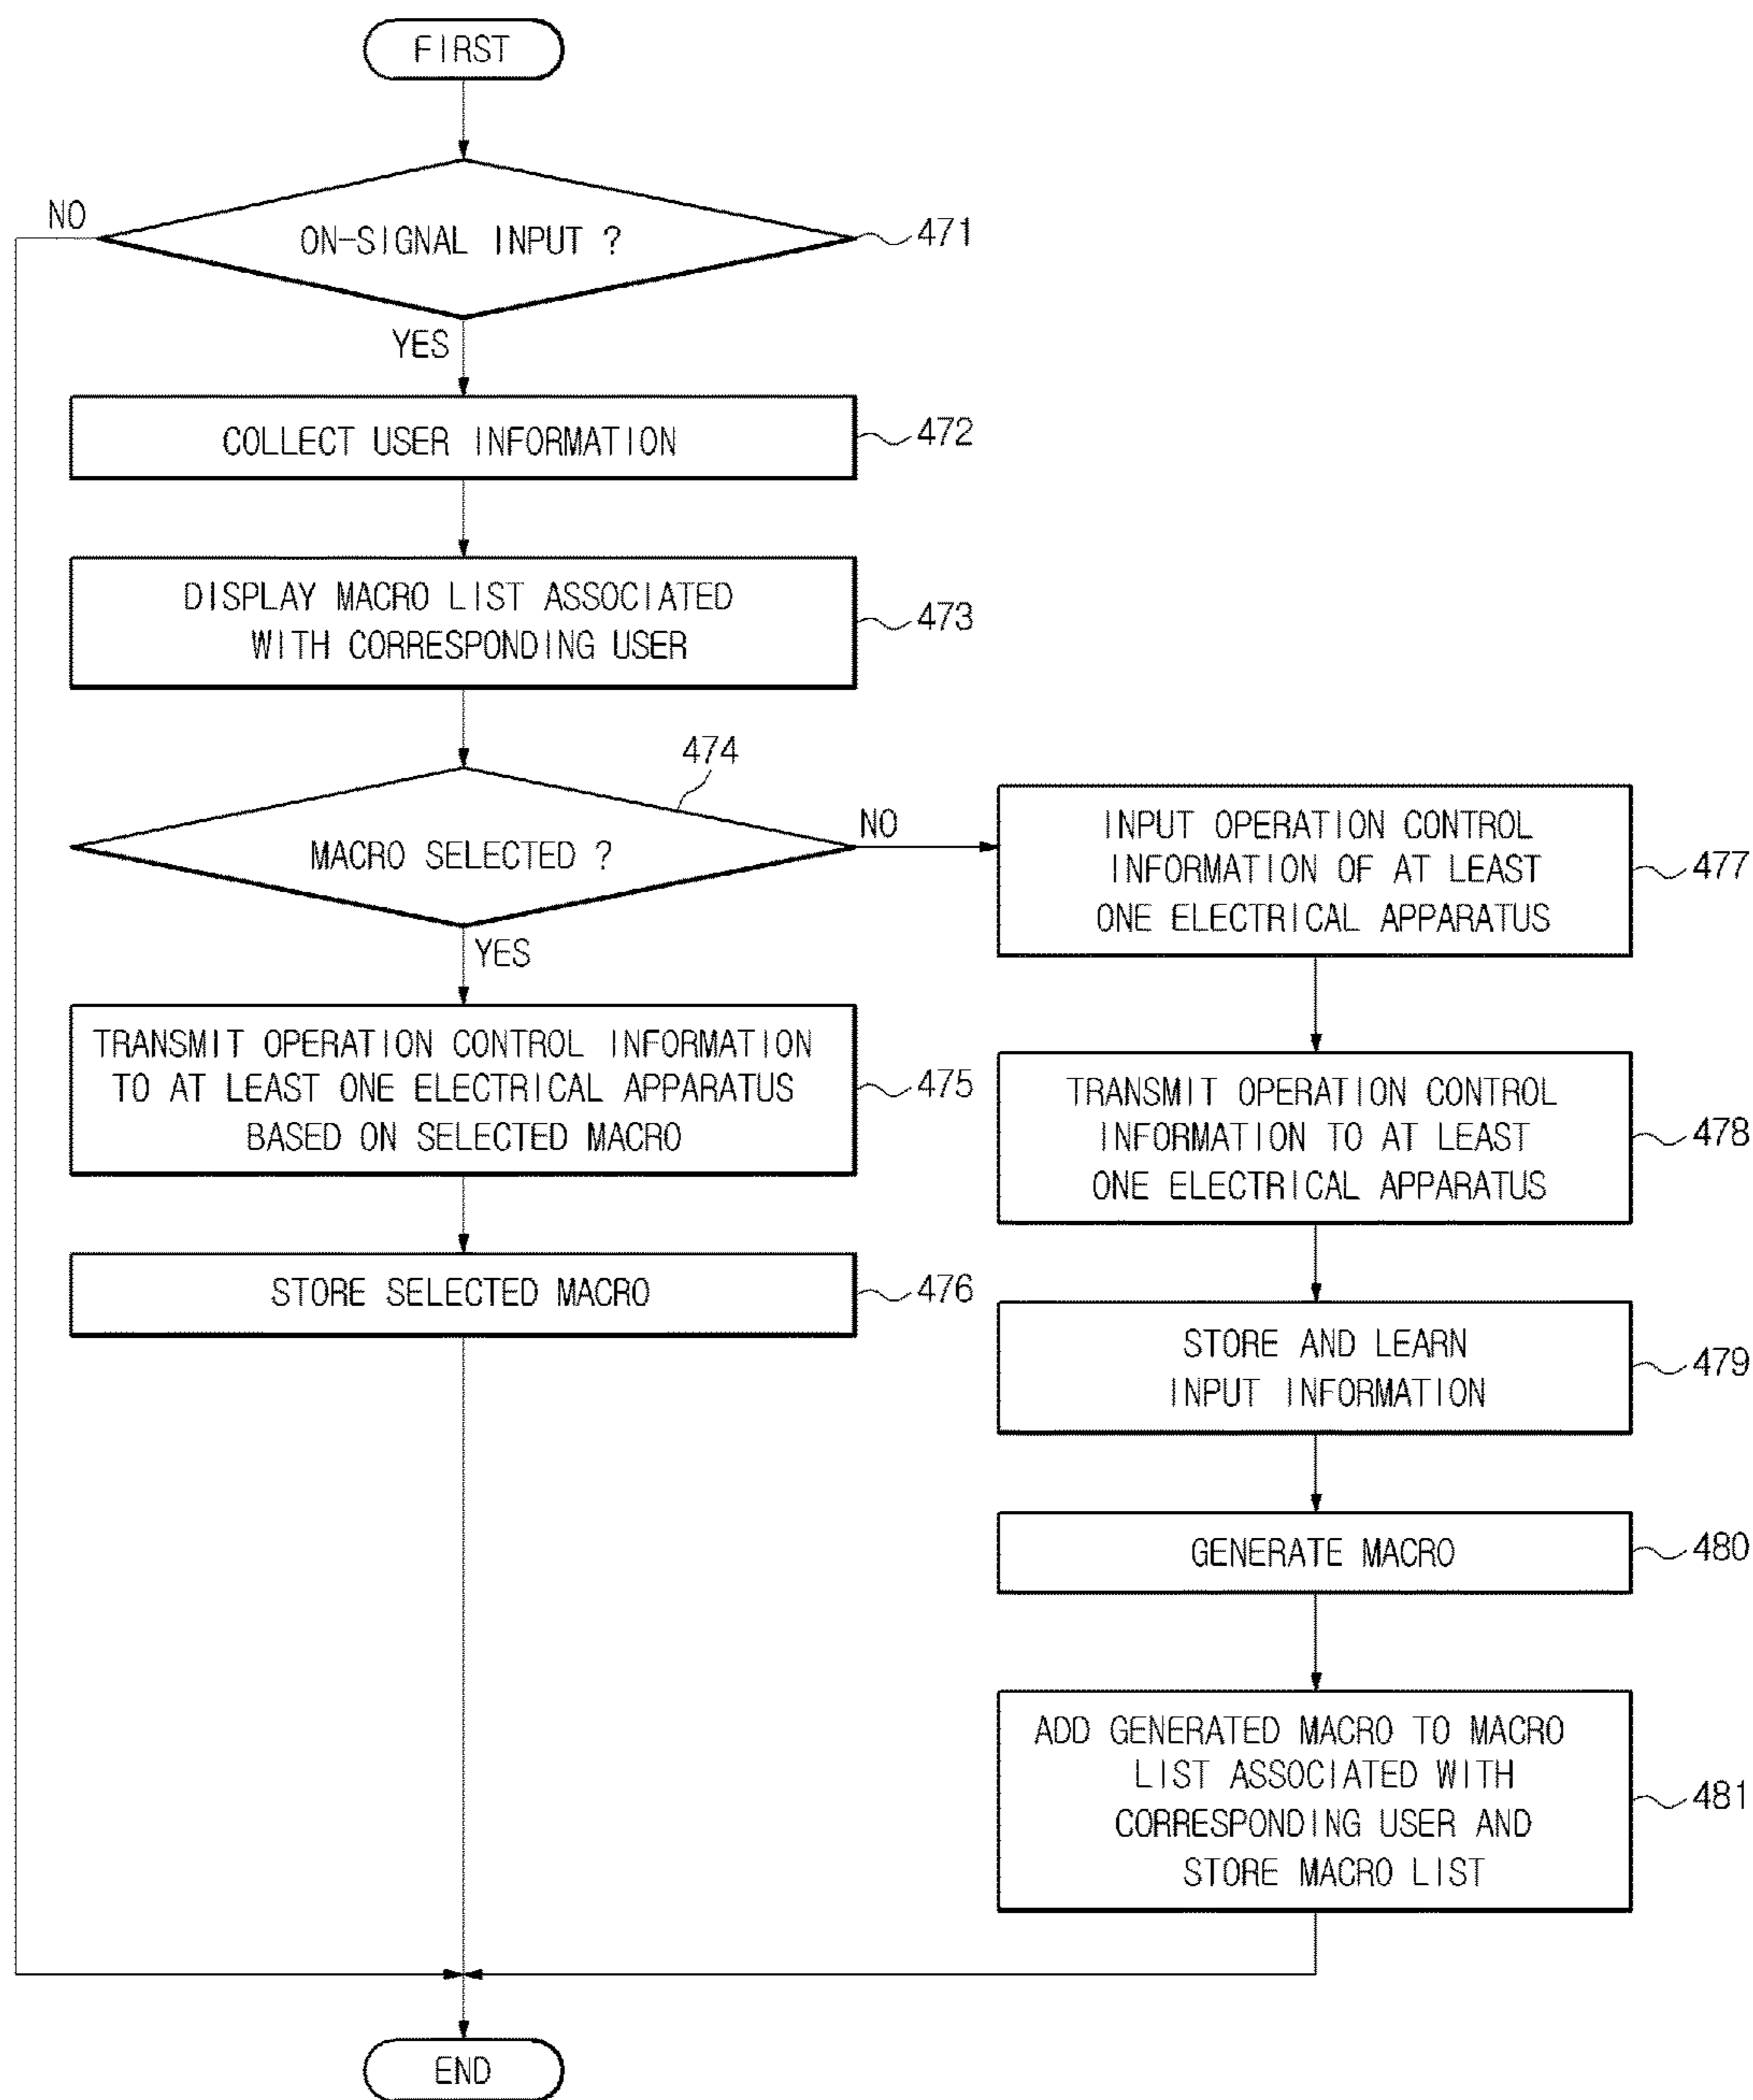 FIRST
NO
ON-SIGNAL INPUT ?
471
YES
COLLECT USER INFORMATION
472
DISPLAY MACRO LIST ASSOCIATED
WITH CORRESPONDING USER
473
474
MACRO SELECTED ?
NO
YES
TRANSMIT OPERATION CONTROL INFORMATION
TO AT LEAST ONE ELECTRICAL APPARATUS
BASED ON SELECTED MACRO
475
STORE SELECTED MACRO
476
INPUT OPERATION CONTROL
INFORMATION OF AT LEAST
ONE ELECTRICAL APPARATUS
477
TRANSMIT OPERATION CONTROL
INFORMATION TO AT LEAST
ONE ELECTRICAL APPARATUS
478
STORE AND LEARN
INPUT INFORMATION
479
GENERATE MACRO
480
ADD GENERATED MACRO TO MACRO
LIST ASSOCIATED WITH
CORRESPONDING USER AND
STORE MACRO LIST
481
END